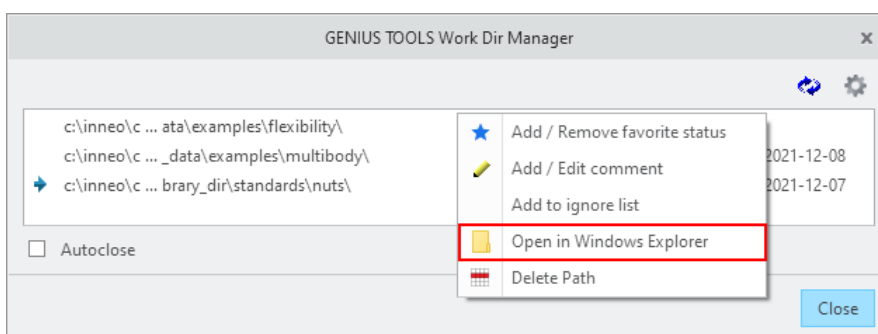 GENIUS TOOLS Work Dir Manager
c:\inneo\c ... ata\examples\flexibility\
c:\inneo\c ... _data\examples\multibody\ 2021-12-08
c:\inneo\c ... brary_dir\standards\nuts\ 2021-12-07
Add / Remove favorite status
Add / Edit comment
Add to ignore list
Open in Windows Explorer
Delete Path
Autoclose
Close